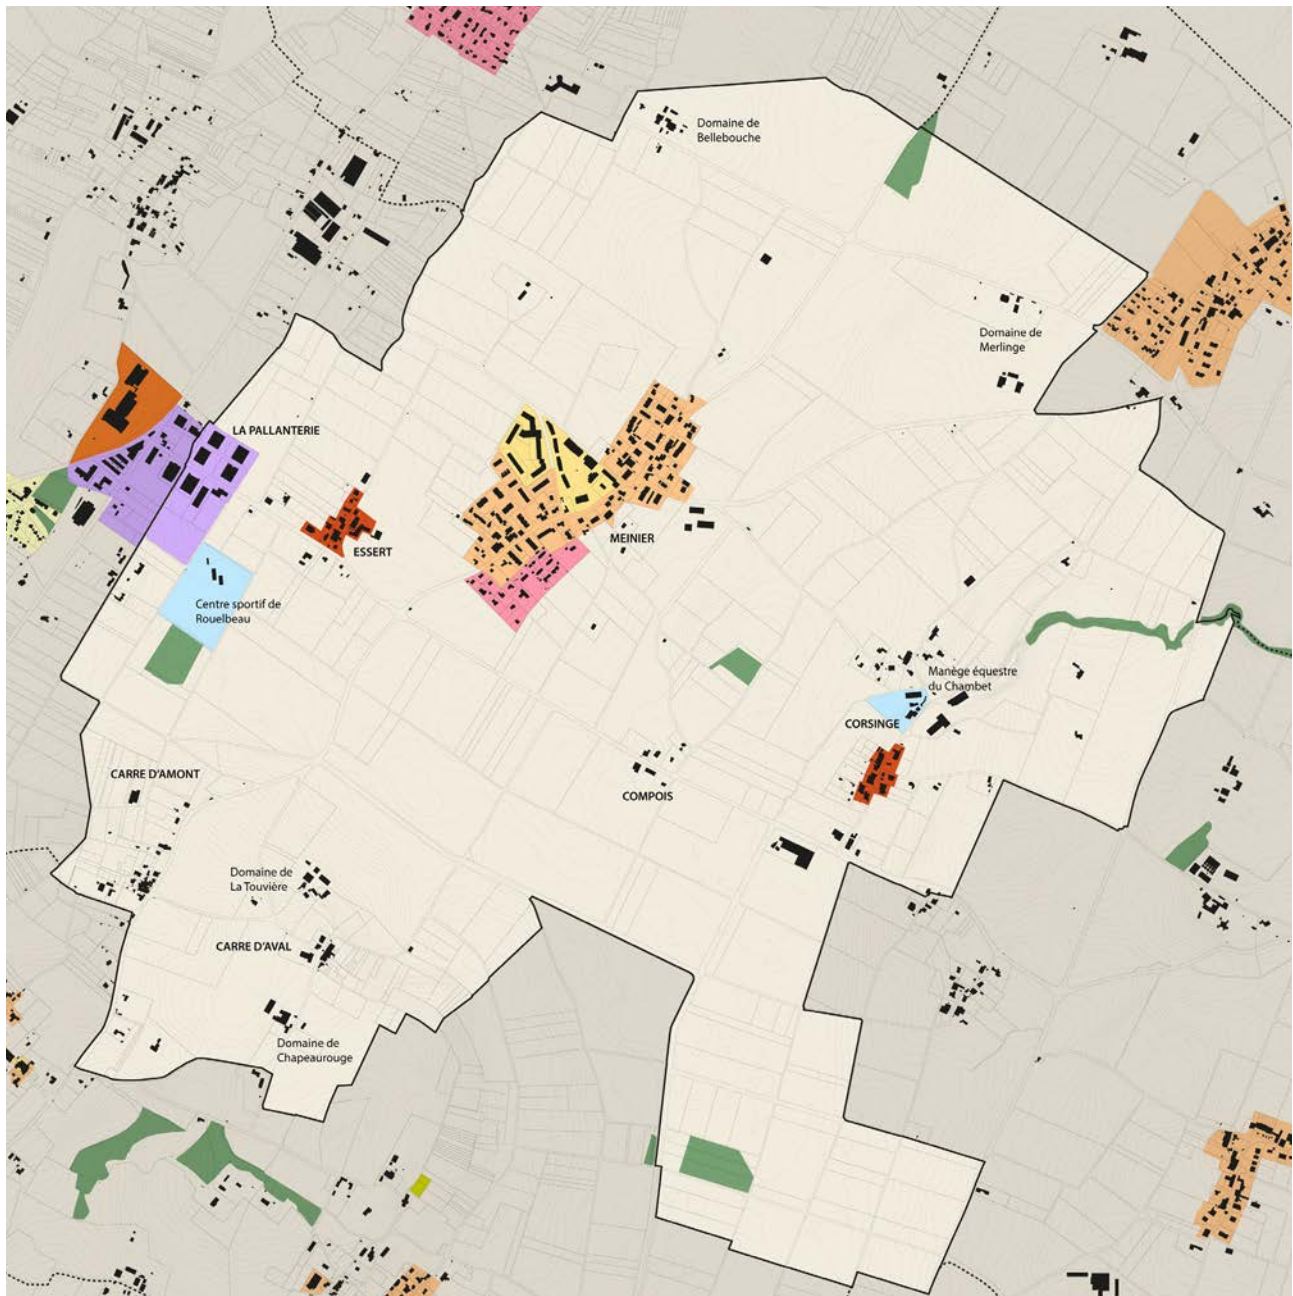 Domaine de
Bellebouche
Domaine de
Merlinge
LA PALLANTERIE
ESSERT
MEINIER
Centre sportif de
Rouelbeau
Manège équestre
du Chambet
CORSINGE
CARRE D'AMONT
COMPOIS
Domaine de
La Touvière
CARRE D'AVAL
Domaine de
Chapeaurouge